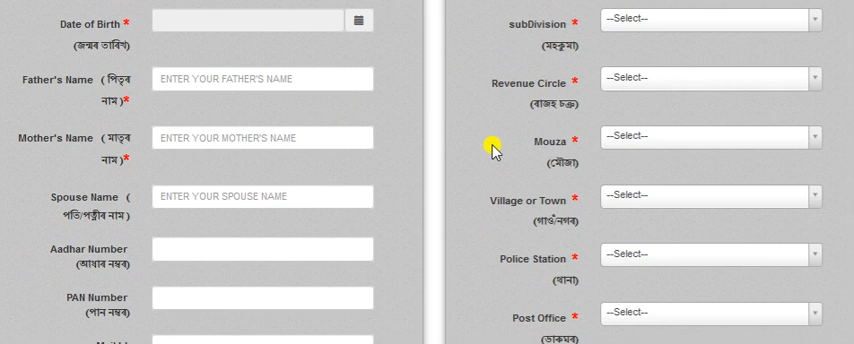 Date of Birth *
(জন্মৰ তাৰিখ)
Father's Name ( পিতৃৰ
নাম )*
ENTER YOUR FATHER'S NAME
Mother's Name ( মাতৃৰ
নাম )*
ENTER YOUR MOTHER'S NAME
Spouse Name (
পতি/পত্নীৰ নাম )
ENTER YOUR SPOUSE NAME
Aadhar Number
(আধাৰ নম্বৰ)
PAN Number
(পান নম্বৰ)
subDivision *
(মহকুমা)
--Select--
Revenue Circle *
(ৰাজহ চক্ৰ)
--Select--
Mouza *
(মৌজা)
--Select--
Village or Town *
(গাওঁ/নগৰ)
--Select--
Police Station *
(থানা)
--Select--
Post Office *
(ডাকঘৰ)
--Select--